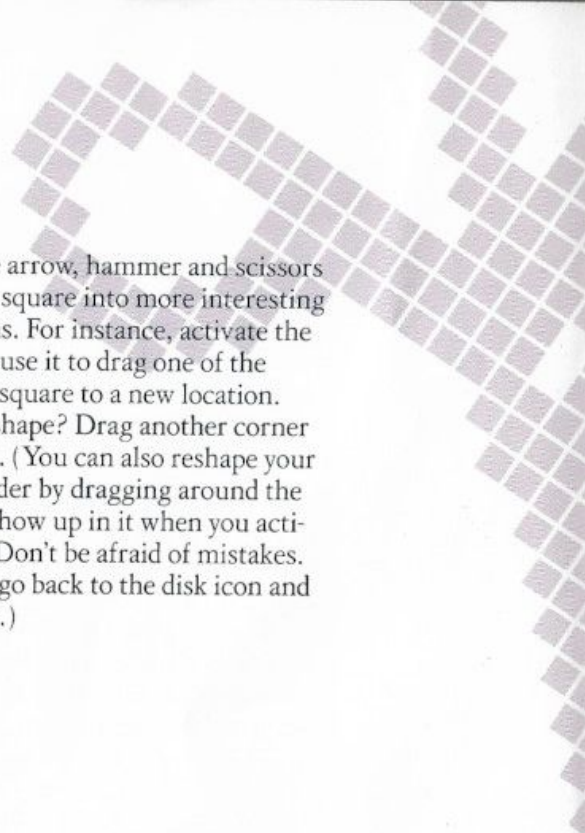 arrow, hammer and scissors
square into more interesting
s. For instance, activate the
use it to drag one of the
square to a new location.
hape? Drag another corner
. (You can also reshape your
der by dragging around the
how up in it when you acti-
Don't be afraid of mistakes.
go back to the disk icon and
.)